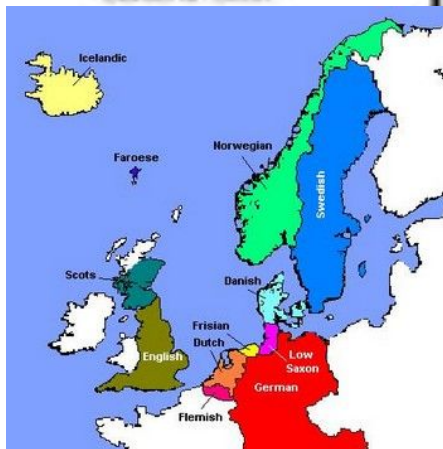 Icelandic
Faroese
Norwegian
Swedish
Scots
Danish
Frisian
Dutch
English
Low
Saxon
German
Flemish